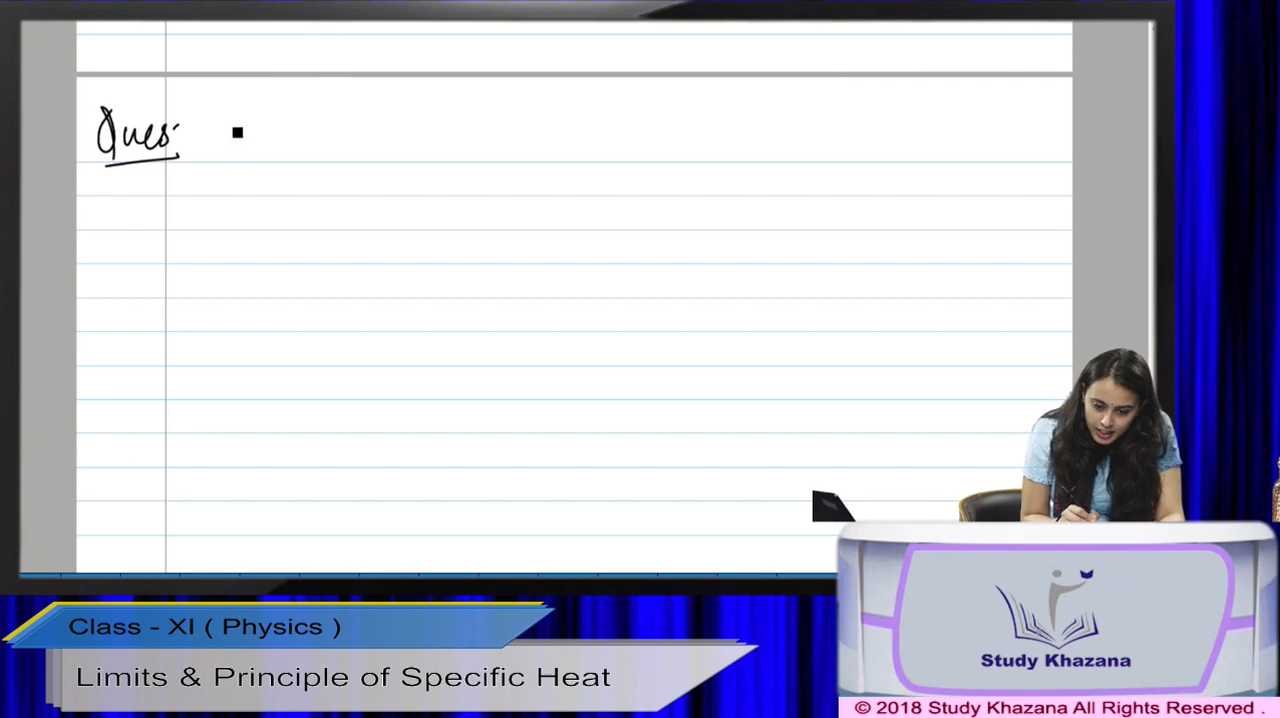 Ques.
Class - XI ( Physics )
Limits & Principle of Specific Heat
Study Khazana
© 2018 Study Khazana All Rights Reserved .